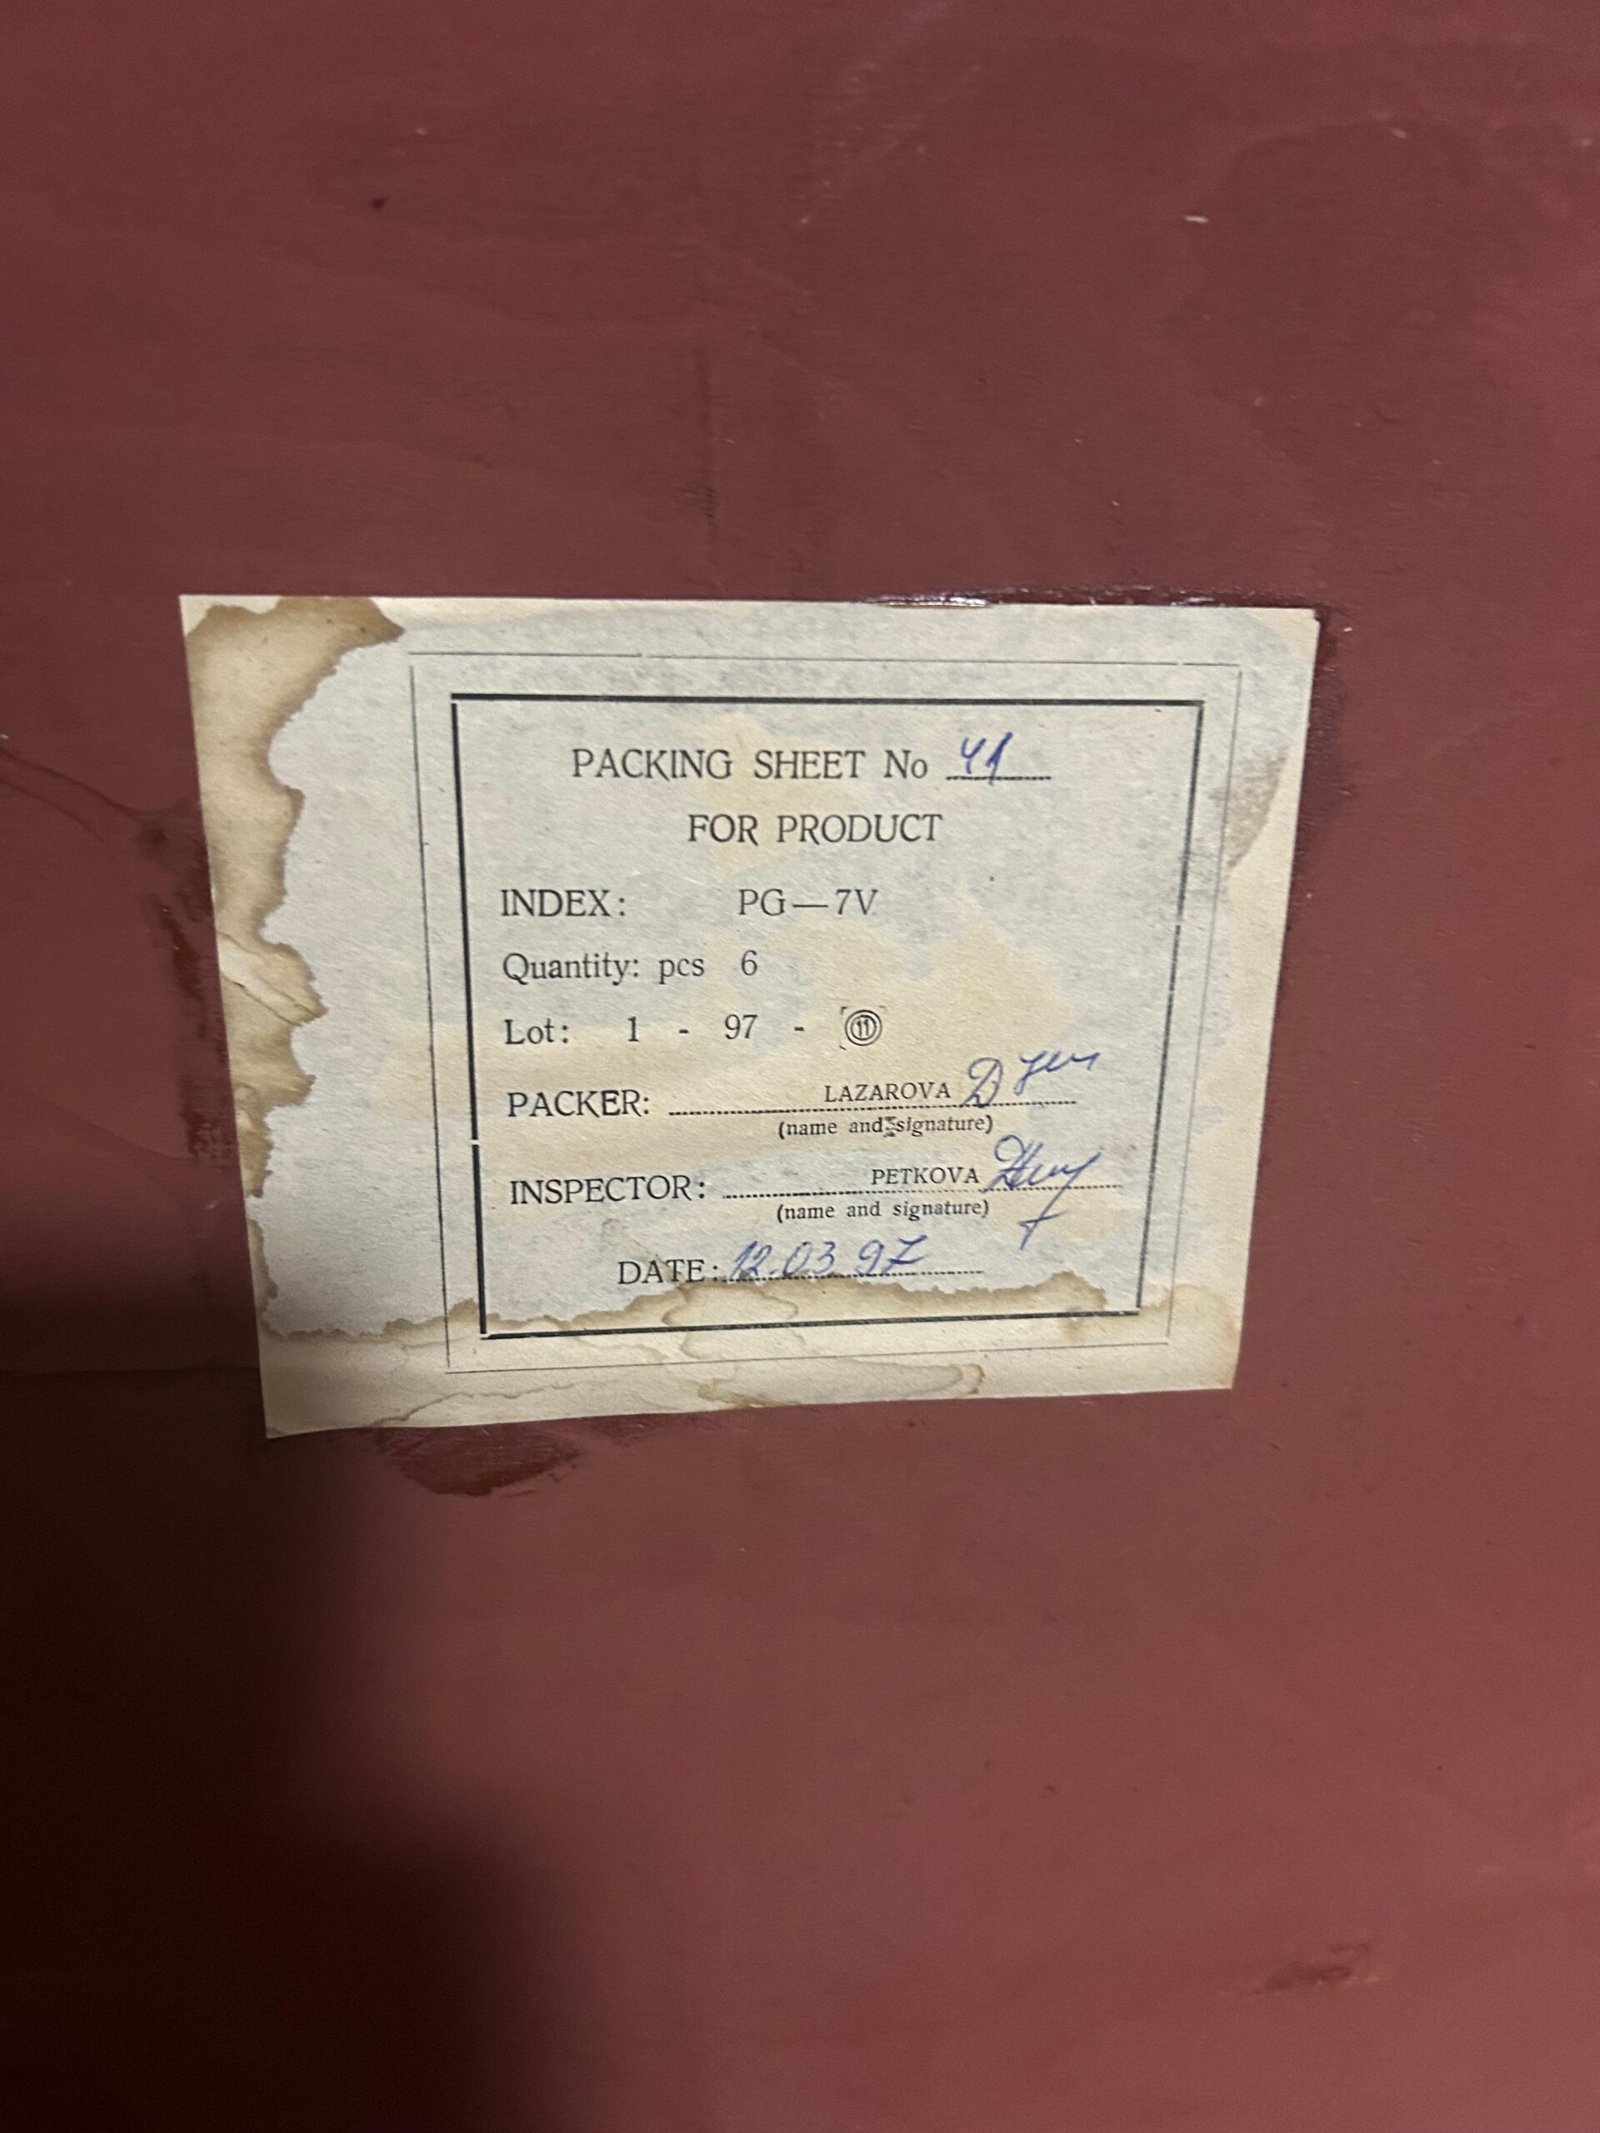 PACKING SHEET No 41
FOR PRODUCT
INDEX: PG—7V
Quantity: pcs 6
Lot: 1 - 97 - 11
PACKER: LAZAROVA
(name and signature)
INSPECTOR: PETKOVA
(name and signature)
DATE: 12.03.97